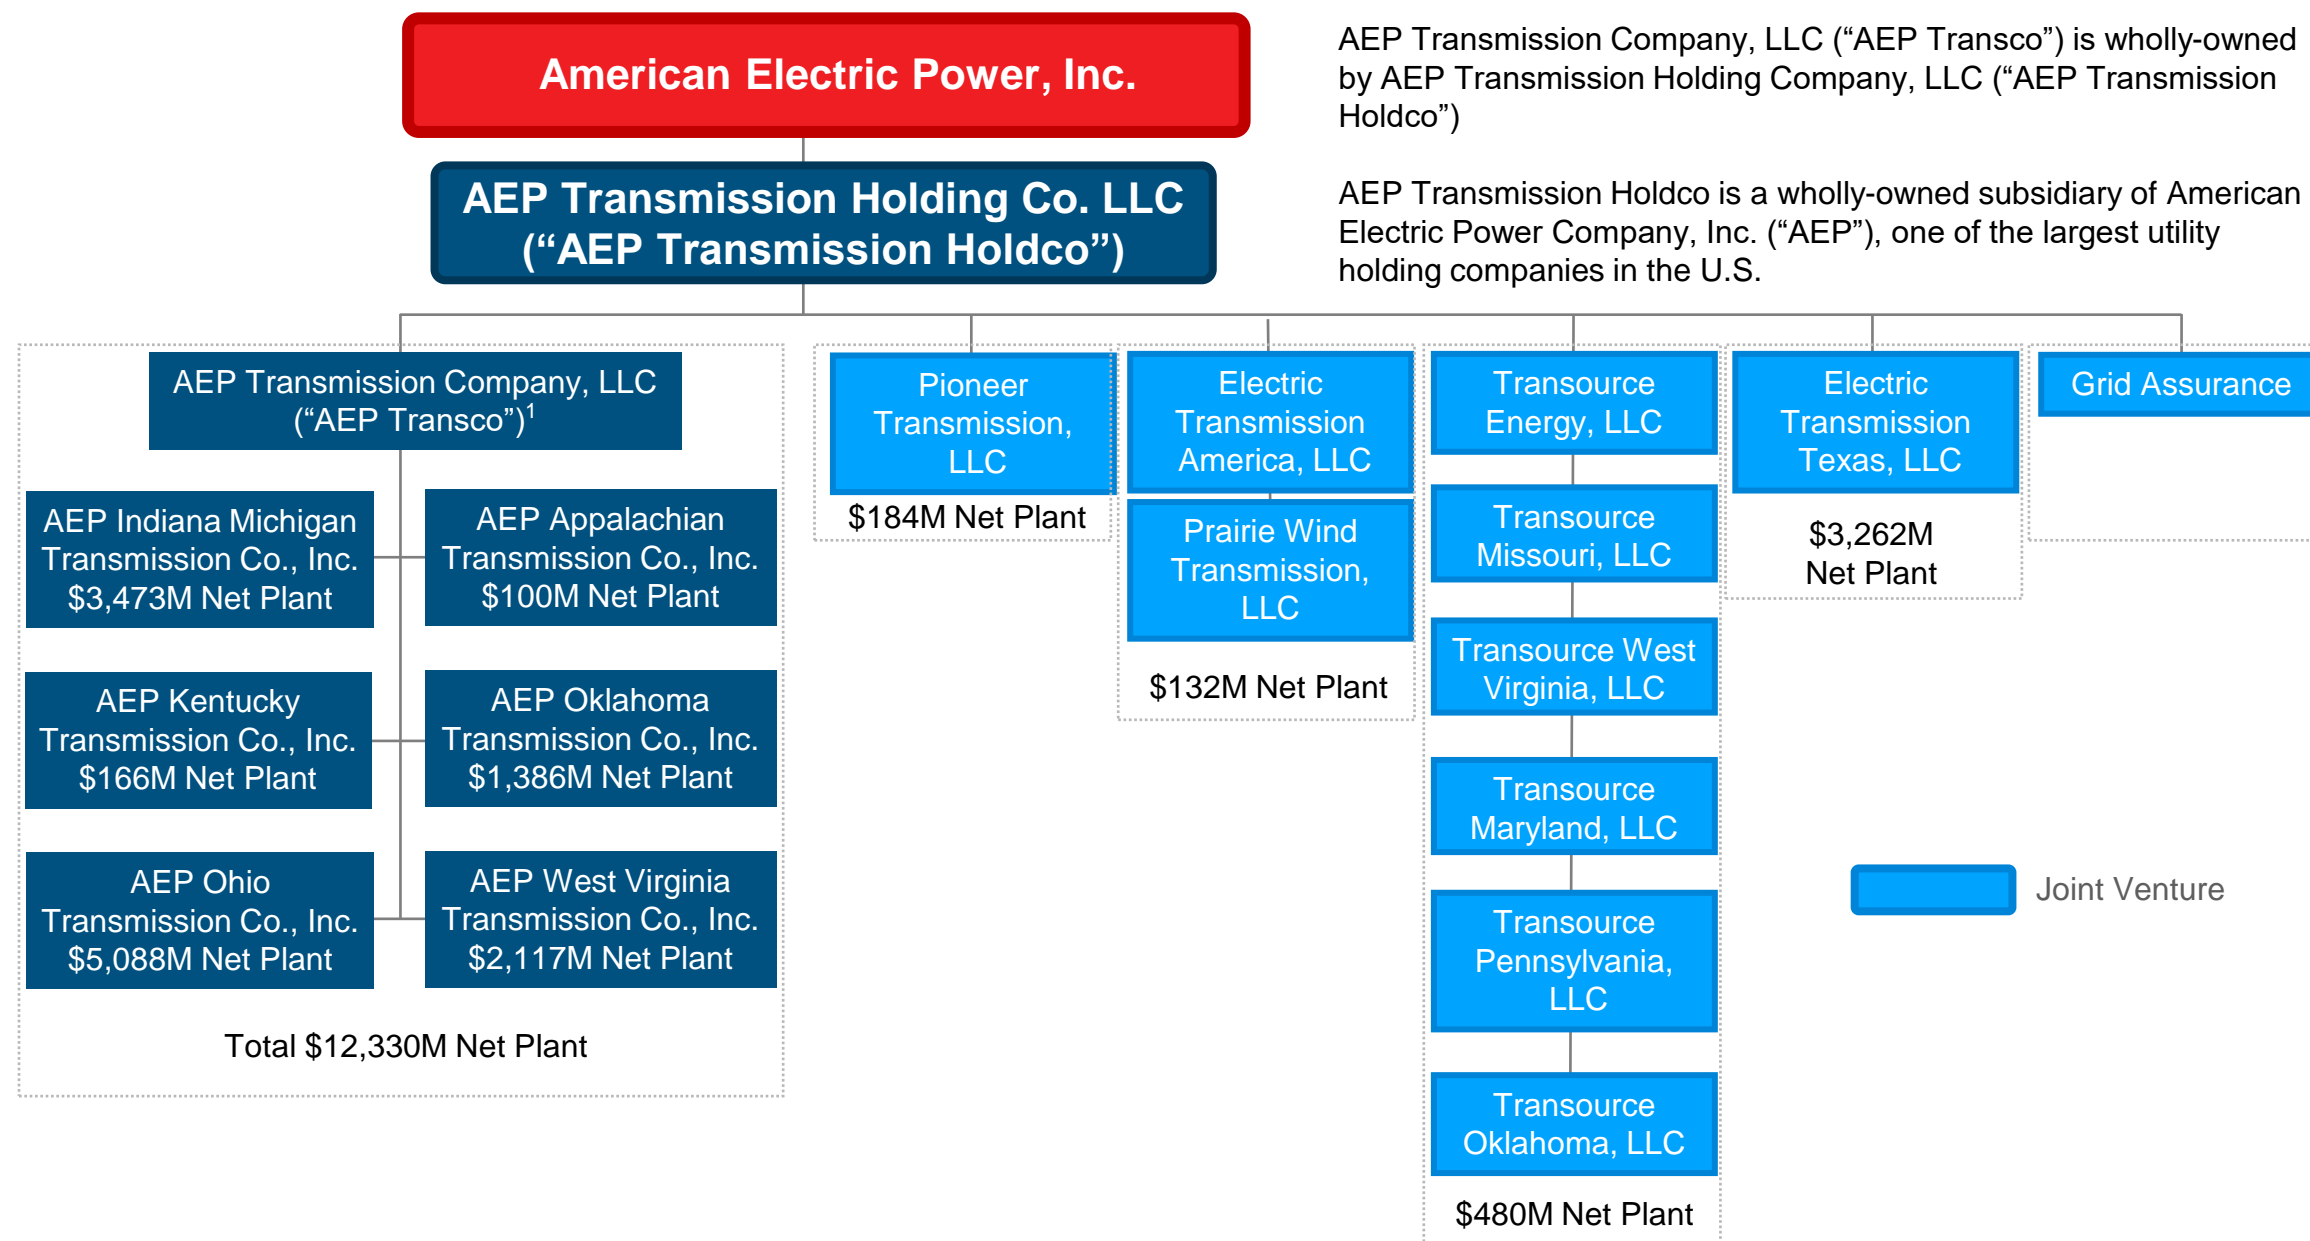 American Electric Power, Inc.
AEP Transmission Holding Co. LLC
(“AEP Transmission Holdco”)
AEP Transmission Company, LLC (“AEP Transco”) is wholly-owned
by AEP Transmission Holding Company, LLC (“AEP Transmission
Holdco”)
AEP Transmission Holdco is a wholly-owned subsidiary of American
Electric Power Company, Inc. (“AEP”), one of the largest utility
holding companies in the U.S.
AEP Transmission Company, LLC
(“AEP Transco”)1
AEP Indiana Michigan
Transmission Co., Inc.
$3,473M Net Plant
AEP Appalachian
Transmission Co., Inc.
$100M Net Plant
AEP Kentucky
Transmission Co., Inc.
$166M Net Plant
AEP Oklahoma
Transmission Co., Inc.
$1,386M Net Plant
AEP Ohio
Transmission Co., Inc.
$5,088M Net Plant
AEP West Virginia
Transmission Co., Inc.
$2,117M Net Plant
Total $12,330M Net Plant
Pioneer
Transmission,
LLC
$184M Net Plant
Electric
Transmission
America, LLC
Prairie Wind
Transmission,
LLC
$132M Net Plant
Transource
Energy, LLC
Transource
Missouri, LLC
Transource West
Virginia, LLC
Transource
Maryland, LLC
Transource
Pennsylvania,
LLC
Transource
Oklahoma, LLC
$480M Net Plant
Electric
Transmission
Texas, LLC
$3,262M
Net Plant
Grid Assurance
Joint Venture